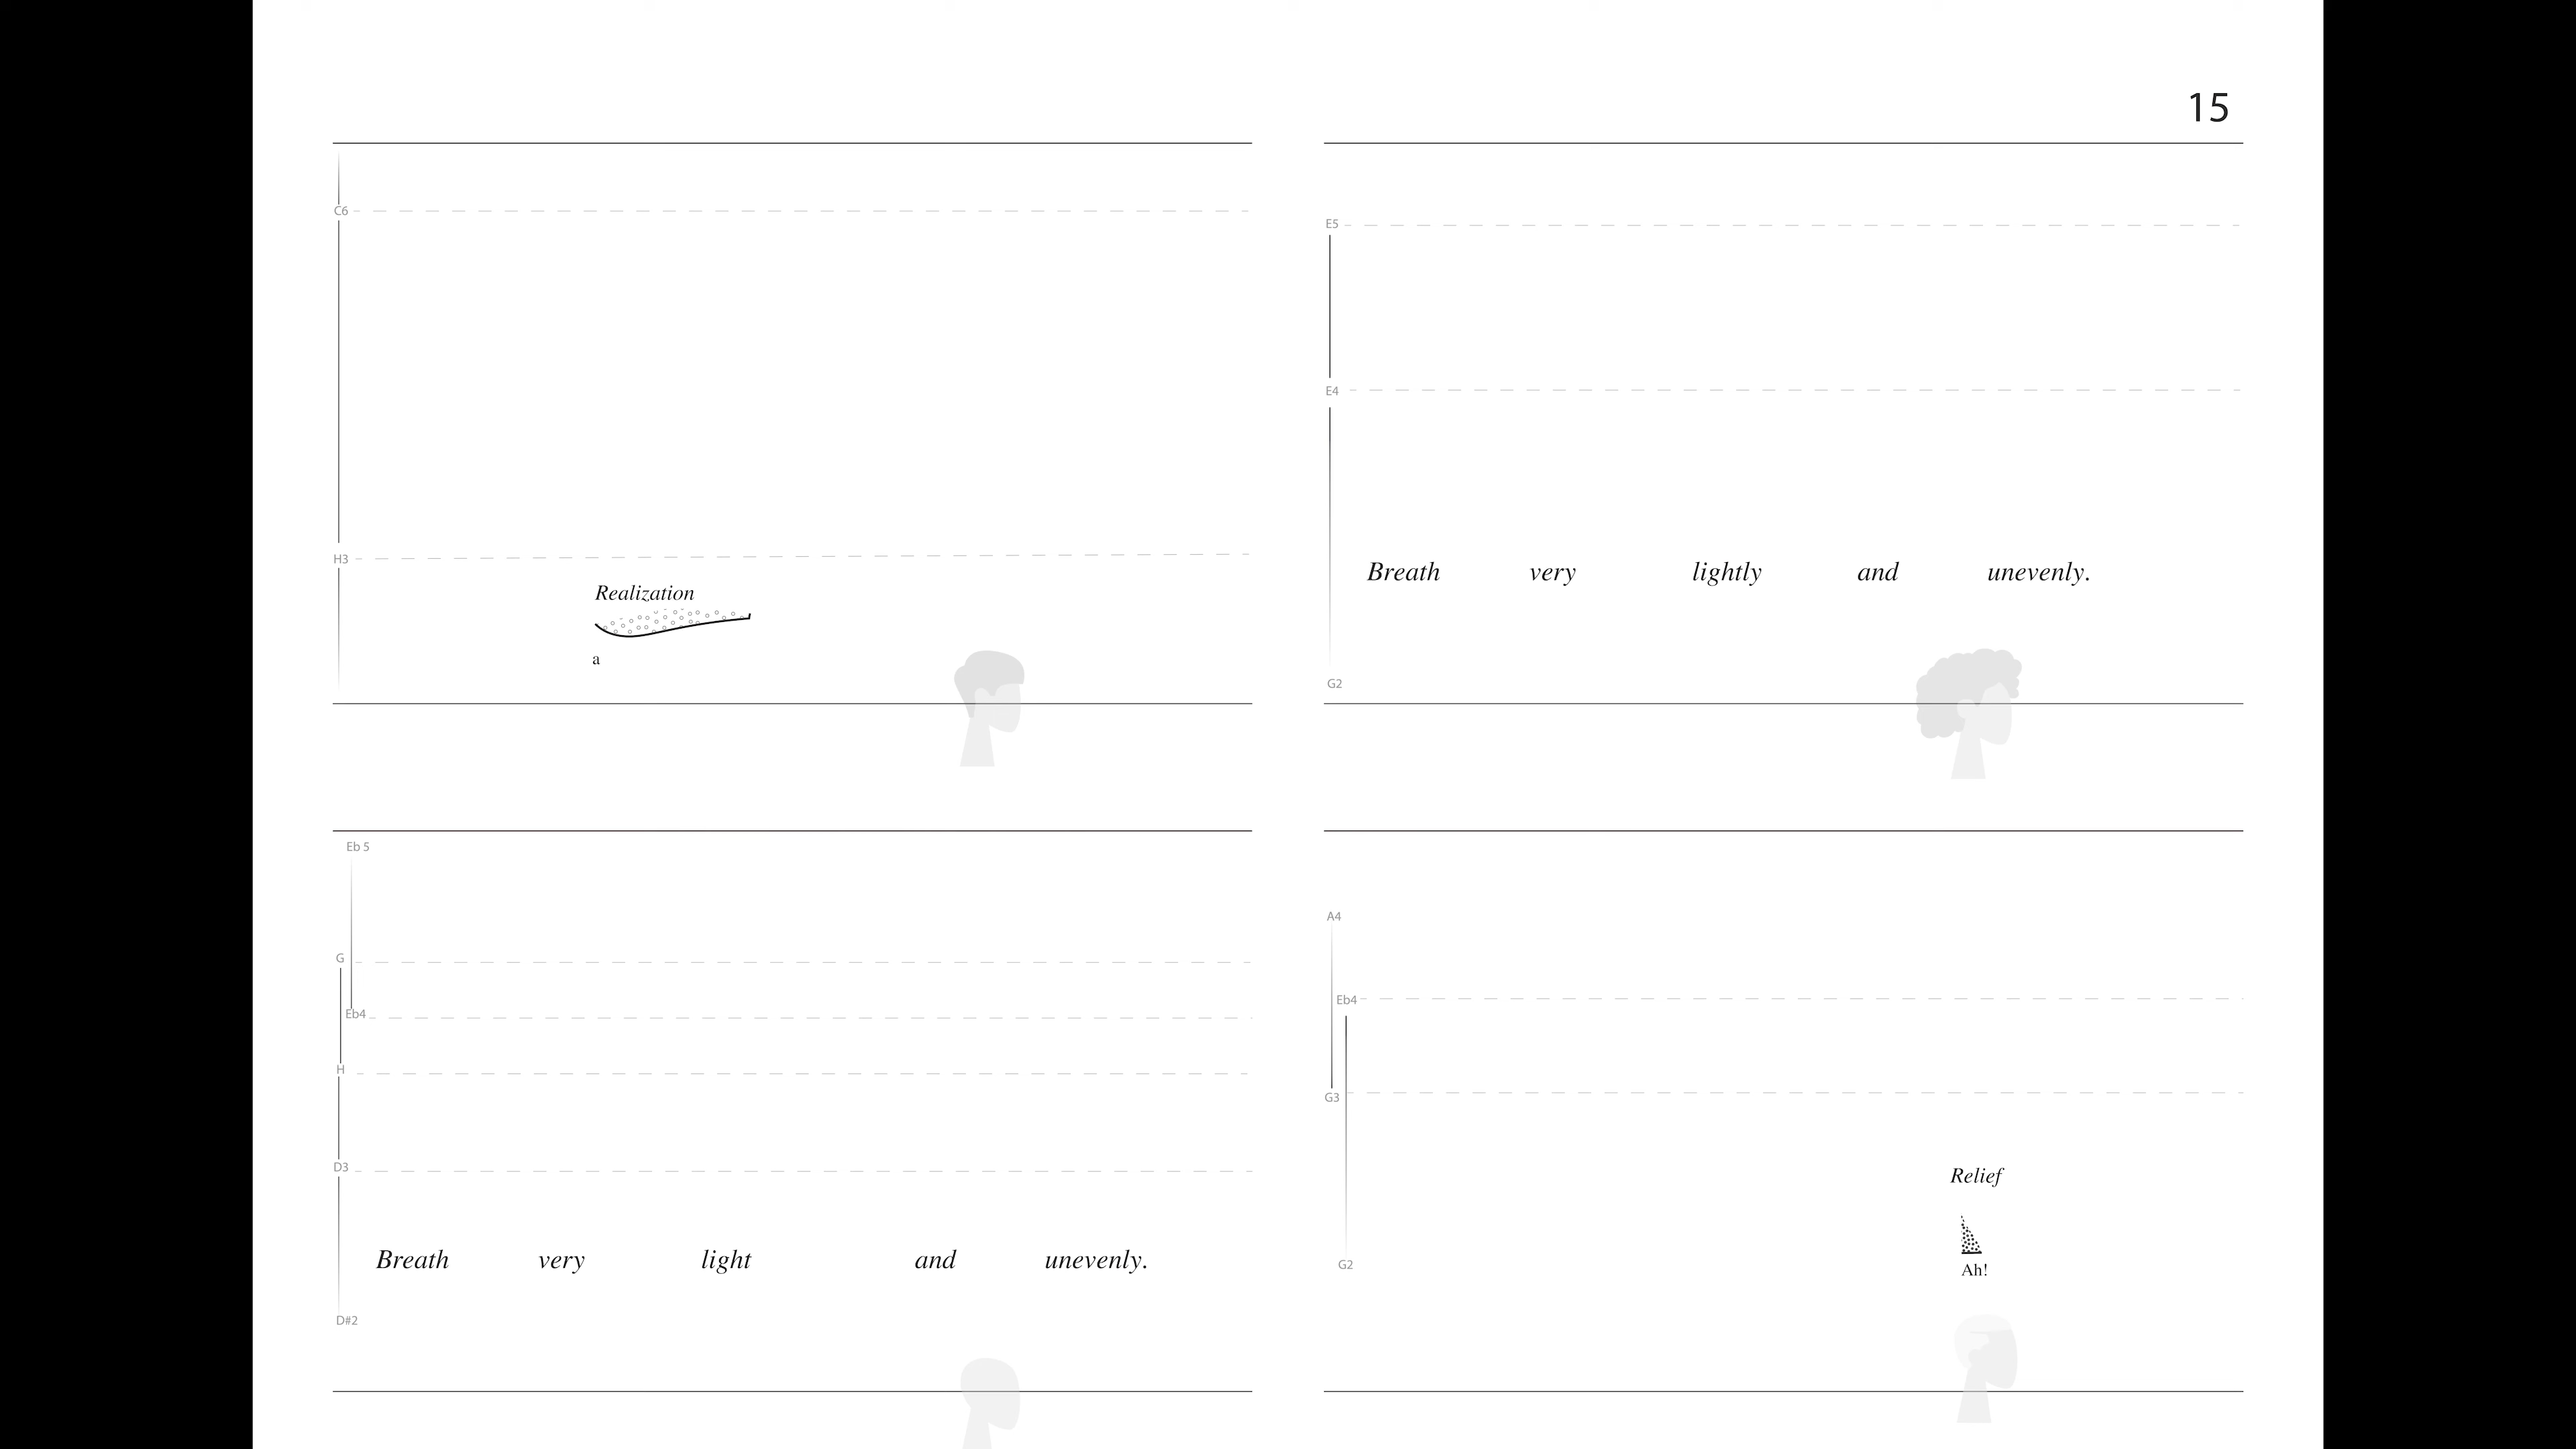 15
C6
H3
Realization
a
E5
E4
Breath very lightly and unevenly.
G2
Eb 5
G
Eb4
H
D3
Breath very light and unevenly.
D#2
A4
Eb4
G3
Relief
Ah!
G2